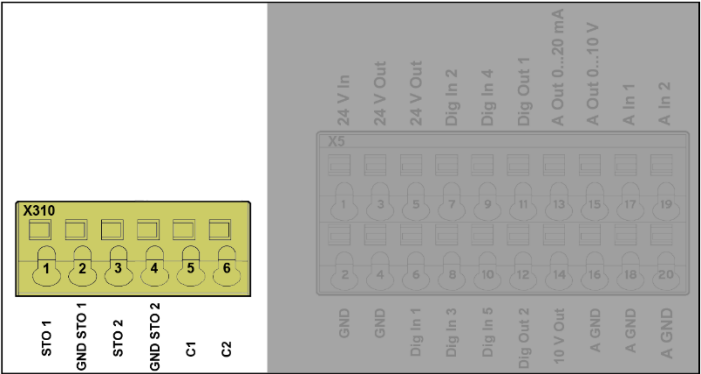 24 V In
24 V Out
24 V Out
Dig In 2
Dig In 4
Dig Out 1
A Out 0...20 mA
A Out 0...10 V
A In 1
A In 2
X5
1 3 5 7 9 11 13 15 17 19
2 4 6 8 10 12 14 16 18 20
GND
GND
Dig In 1
Dig In 3
Dig In 5
Dig Out 2
10 V Out
A GND
A GND
A GND
X310
1 2 3 4 5 6
STO 1
GND STO 1
STO 2
GND STO 2
C1
C2